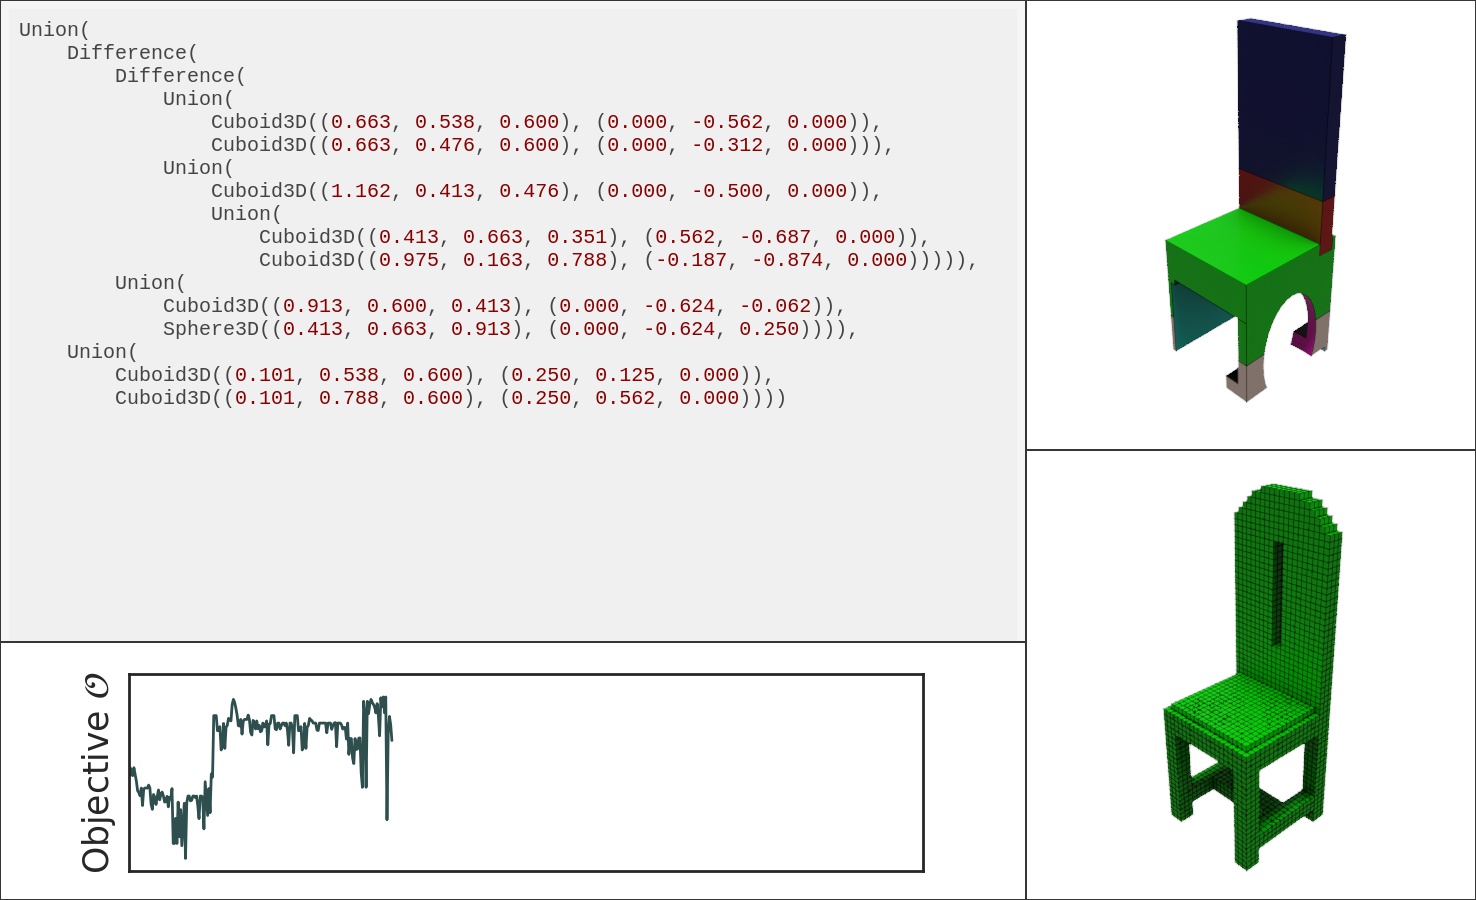 Union(
    Difference(
        Difference(
            Union(
                Cuboid3D((0.663, 0.538, 0.600), (0.000, -0.562, 0.000)),
                Cuboid3D((0.663, 0.476, 0.600), (0.000, -0.312, 0.000))),
            Union(
                Cuboid3D((1.162, 0.413, 0.476), (0.000, -0.500, 0.000)),
                Union(
                    Cuboid3D((0.413, 0.663, 0.351), (0.562, -0.687, 0.000)),
                    Cuboid3D((0.975, 0.163, 0.788), (-0.187, -0.874, 0.000))))),
        Union(
            Cuboid3D((0.913, 0.600, 0.413), (0.000, -0.624, -0.062)),
            Sphere3D((0.413, 0.663, 0.913), (0.000, -0.624, 0.250)))),
    Union(
        Cuboid3D((0.101, 0.538, 0.600), (0.250, 0.125, 0.000)),
        Cuboid3D((0.101, 0.788, 0.600), (0.250, 0.562, 0.000))))
Objective 𝒪